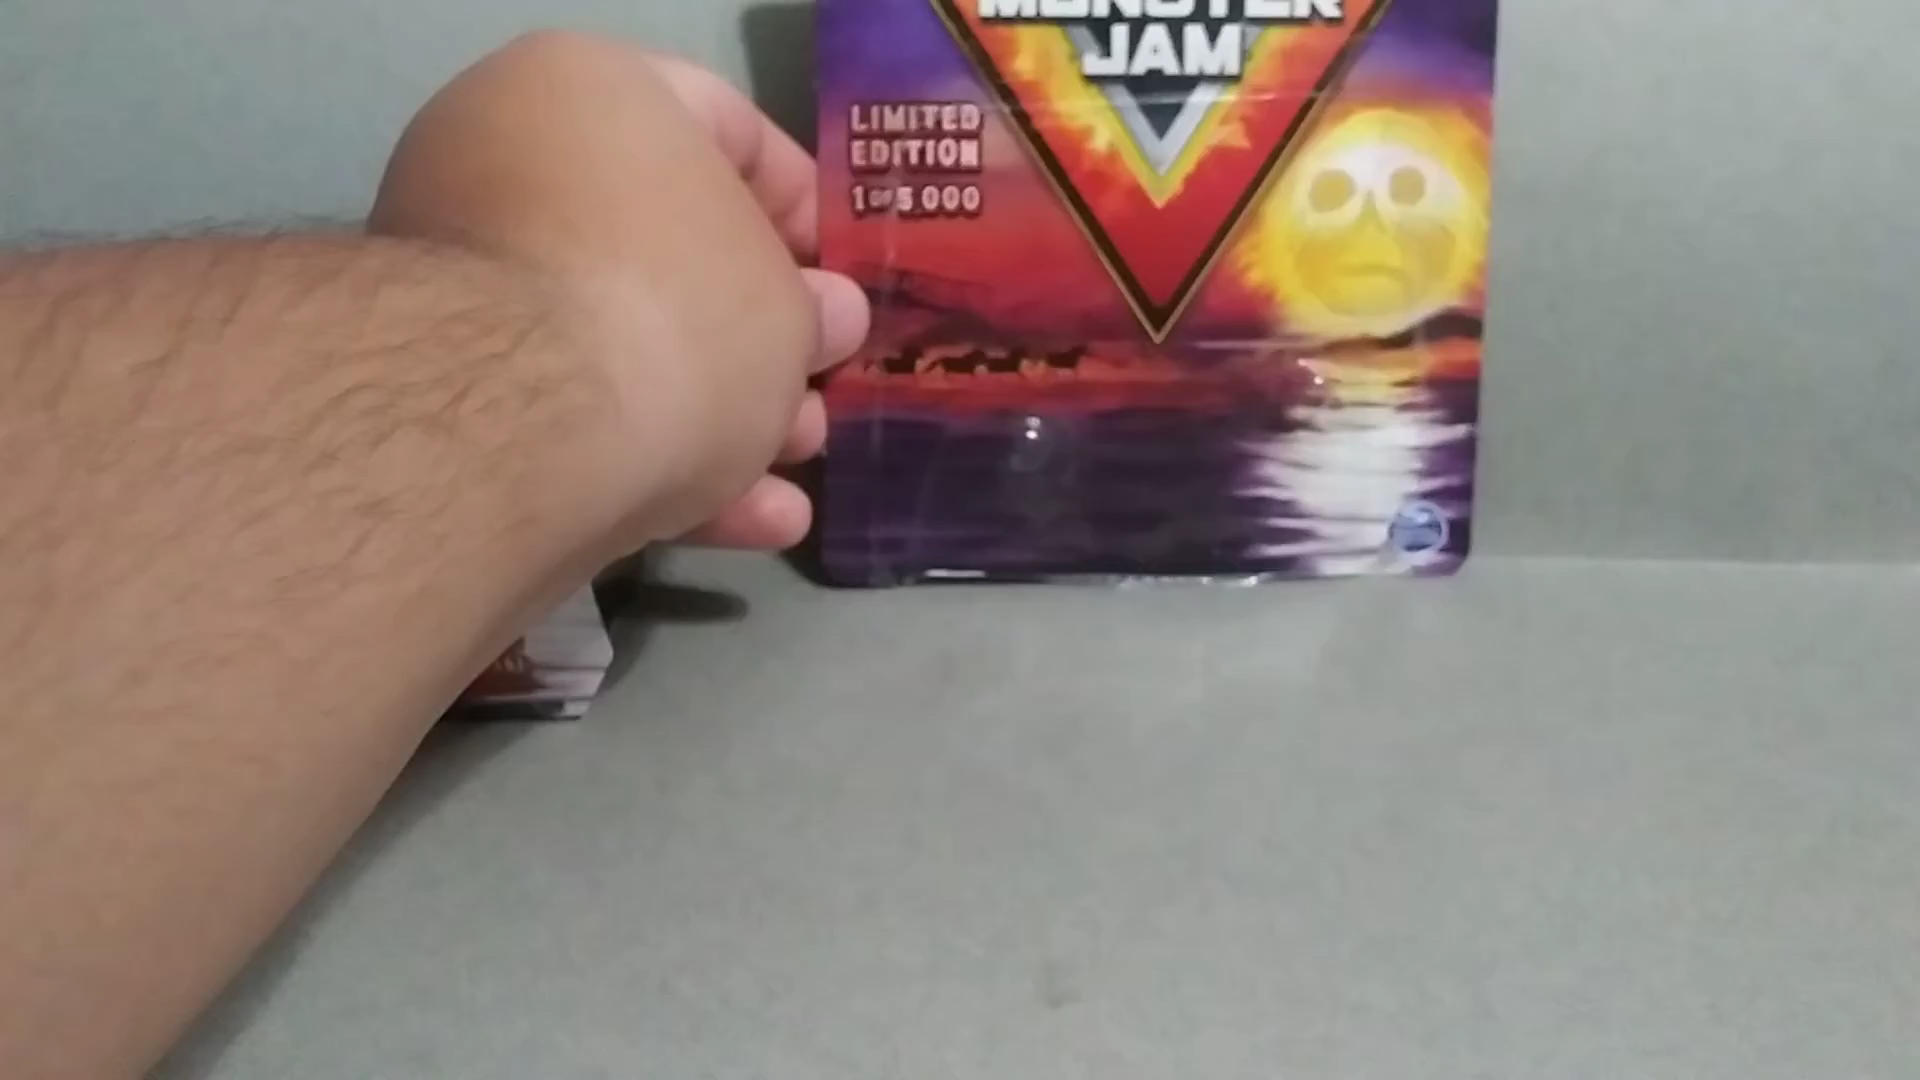 MONSTER
JAM
LIMITED
EDITION
1 OF 5,000